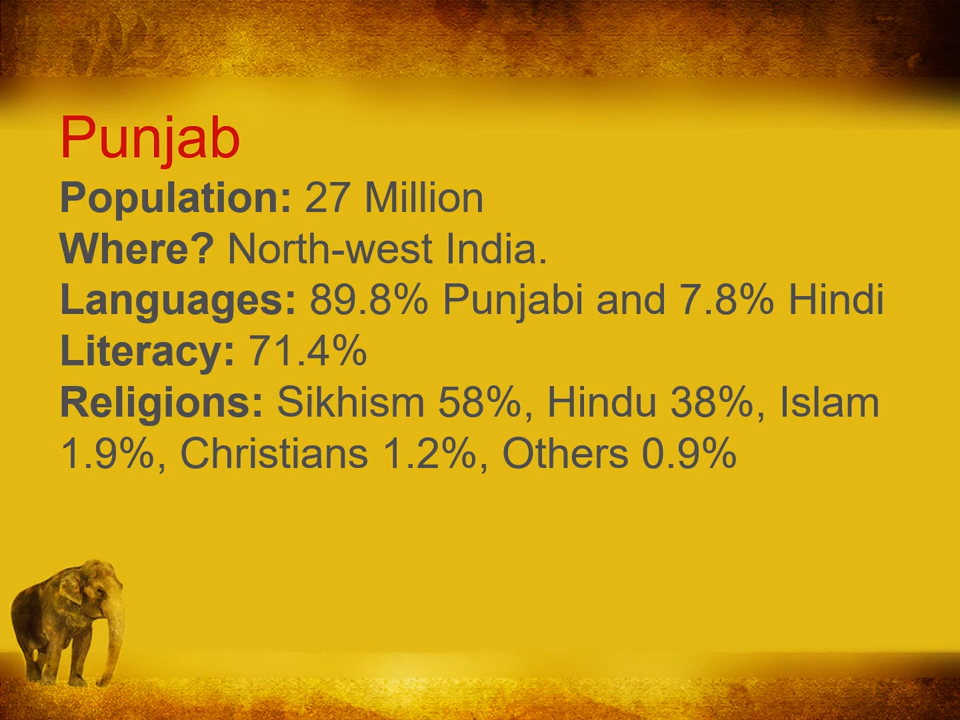 Punjab
Population: 27 Million
Where? North-west India.
Languages: 89.8% Punjabi and 7.8% Hindi
Literacy: 71.4%
Religions: Sikhism 58%, Hindu 38%, Islam
1.9%, Christians 1.2%, Others 0.9%